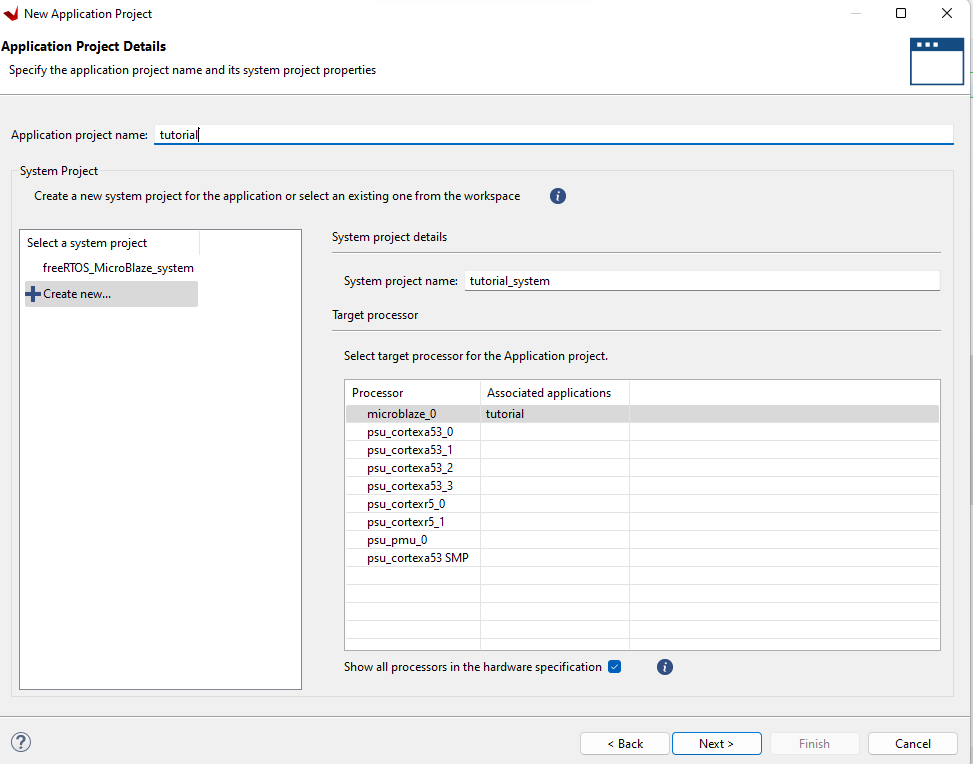 New Application Project
Application Project Details
Specify the application project name and its system project properties
Application project name: tutorial
System Project
Create a new system project for the application or select an existing one from the workspace
Select a system project
freeRTOS_MicroBlaze_system
Create new...
System project details
System project name: tutorial_system
Target processor
Select target processor for the Application project.
Processor Associated applications
microblaze_0 tutorial
psu_cortexa53_0
psu_cortexa53_1
psu_cortexa53_2
psu_cortexa53_3
psu_cortexr5_0
psu_cortexr5_1
psu_pmu_0
psu_cortexa53 SMP
Show all processors in the hardware specification
< Back Next > Finish Cancel